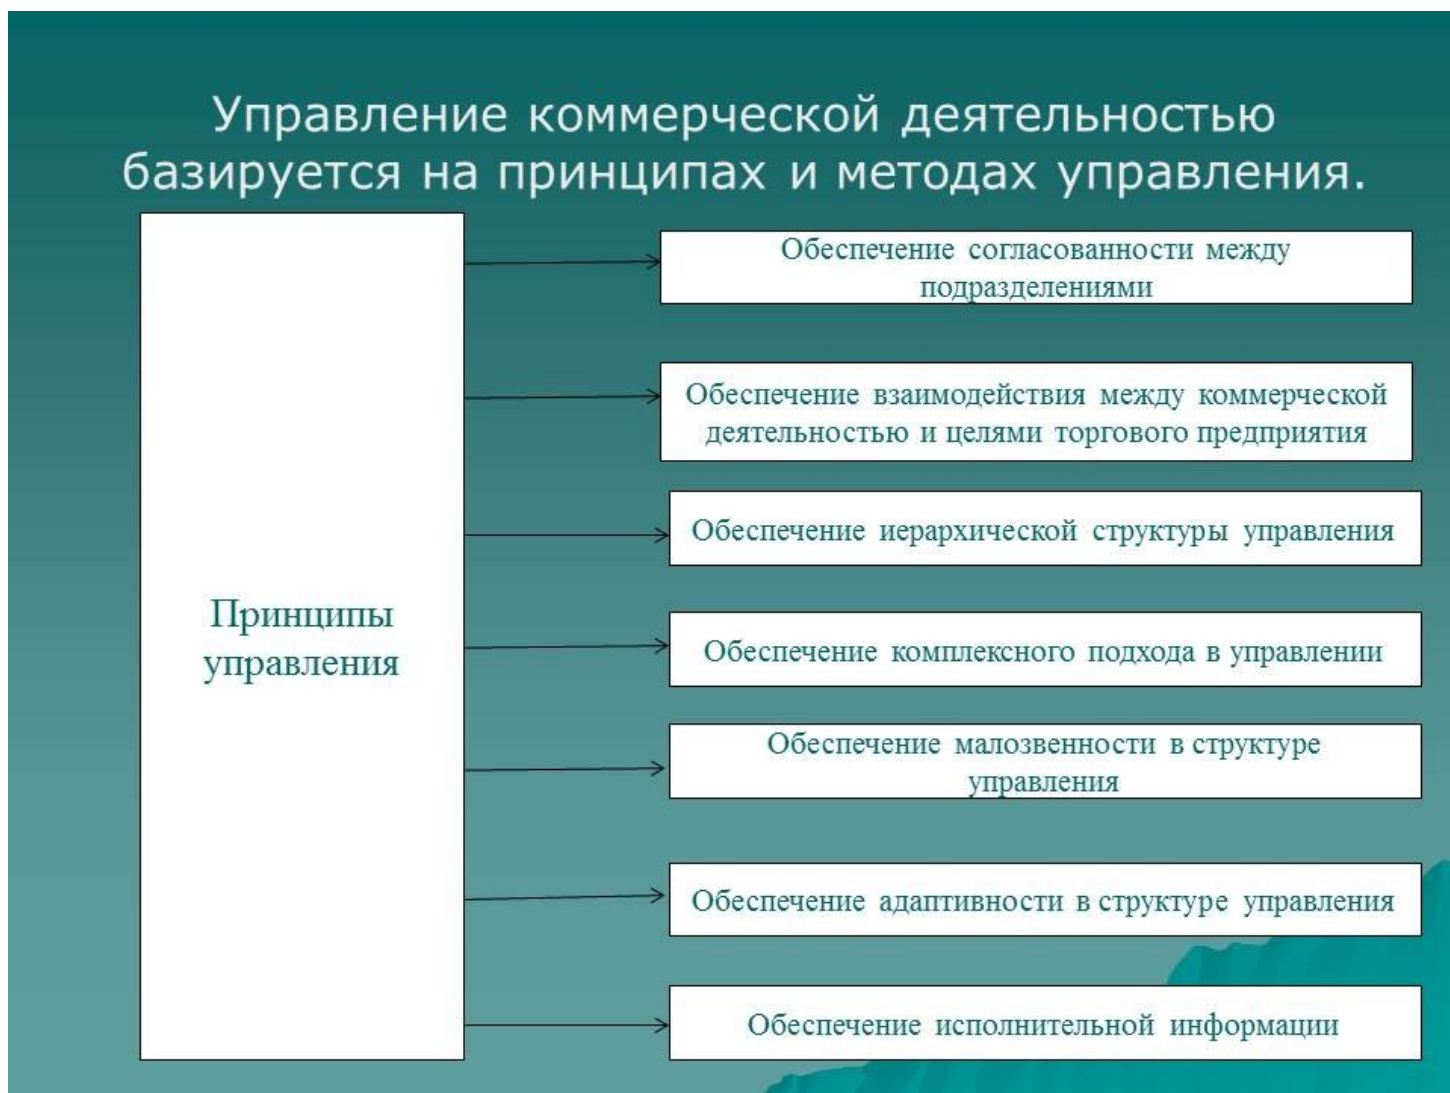 Управление коммерческой деятельностью
базируется на принципах и методах управления.
Принципы
управления
Обеспечение согласованности между
подразделениями
Обеспечение взаимодействия между коммерческой
деятельностью и целями торгового предприятия
Обеспечение иерархической структуры управления
Обеспечение комплексного подхода в управлении
Обеспечение малозвенности в структуре
управления
Обеспечение адаптивности в структуре управления
Обеспечение исполнительной информации